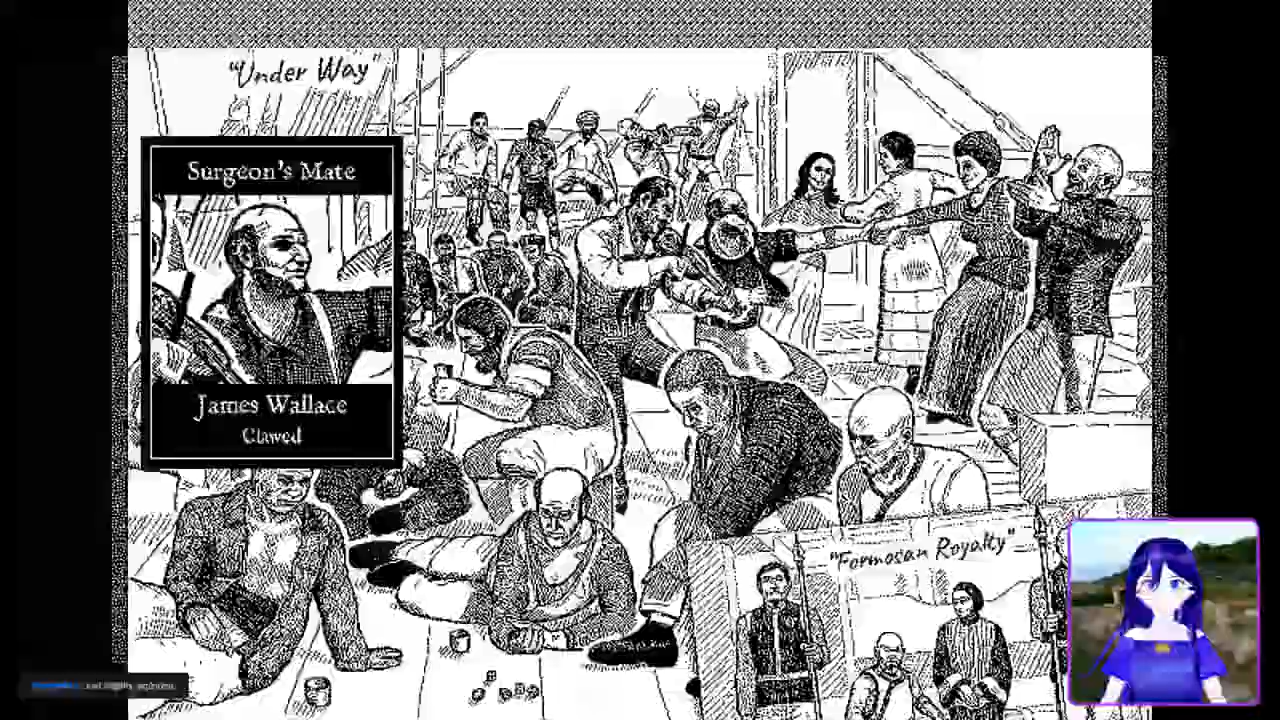 "Under Way"
Surgeon's Mate
James Wallace
Clawed
"Formosan Royalty"